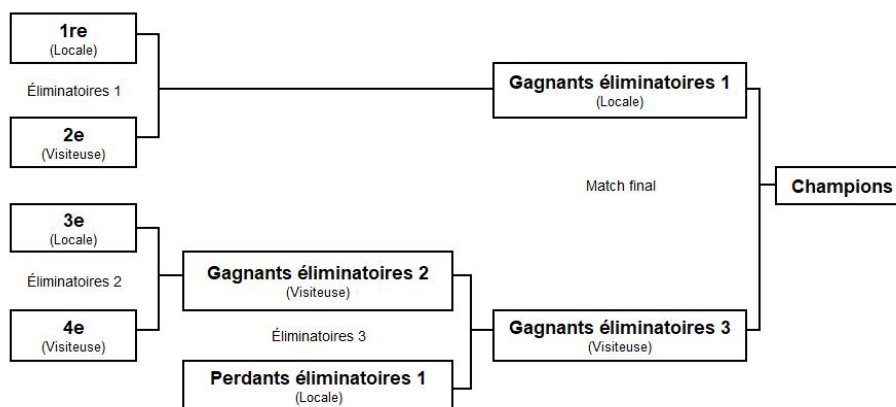 1re
(Locale)
Éliminatoires 1
2e
(Visiteuse)
Gagnants éliminatoires 1
(Locale)
Match final
Champions
3e
(Locale)
Éliminatoires 2
4e
(Visiteuse)
Gagnants éliminatoires 2
(Visiteuse)
Éliminatoires 3
Perdants éliminatoires 1
(Locale)
Gagnants éliminatoires 3
(Visiteuse)